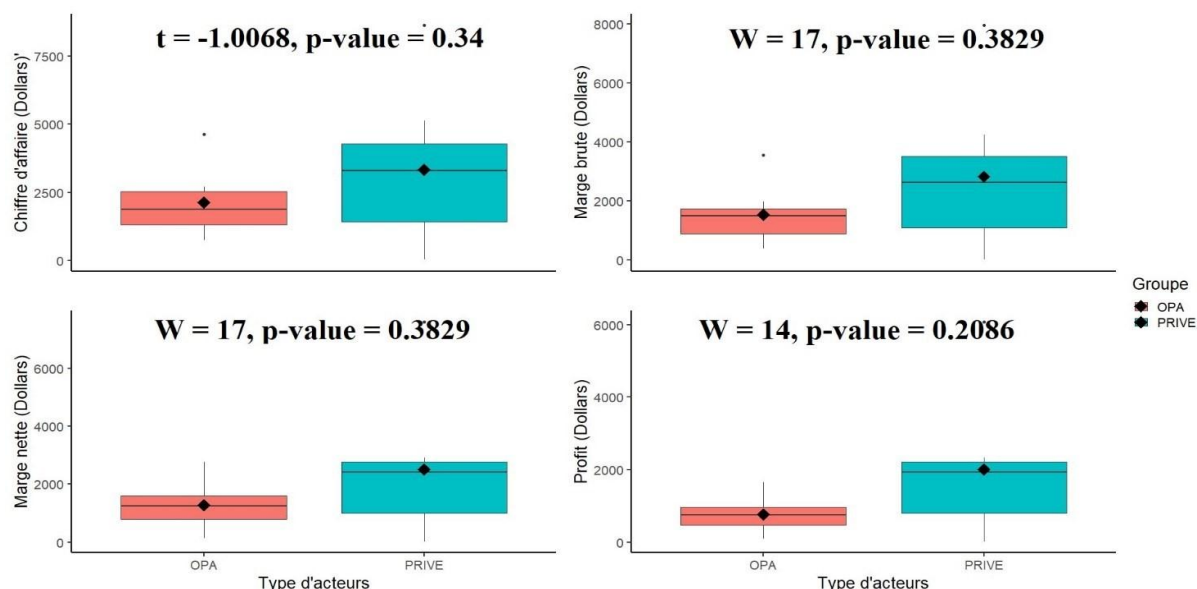 t = -1.0068, p-value = 0.34
Chiffre d'affaire (Dollars)'
7500
5000
2500
0
W = 17, p-value = 0.3829
Marge brute (Dollars)
8000
6000
4000
2000
0
W = 17, p-value = 0.3829
Marge nette (Dollars)
6000
4000
2000
0
OPA
PRIVE
Type d'acteurs
W = 14, p-value = 0.2086
Profit (Dollars)
6000
4000
2000
0
OPA
PRIVE
Type d'acteurs
Groupe
OPA
PRIVE